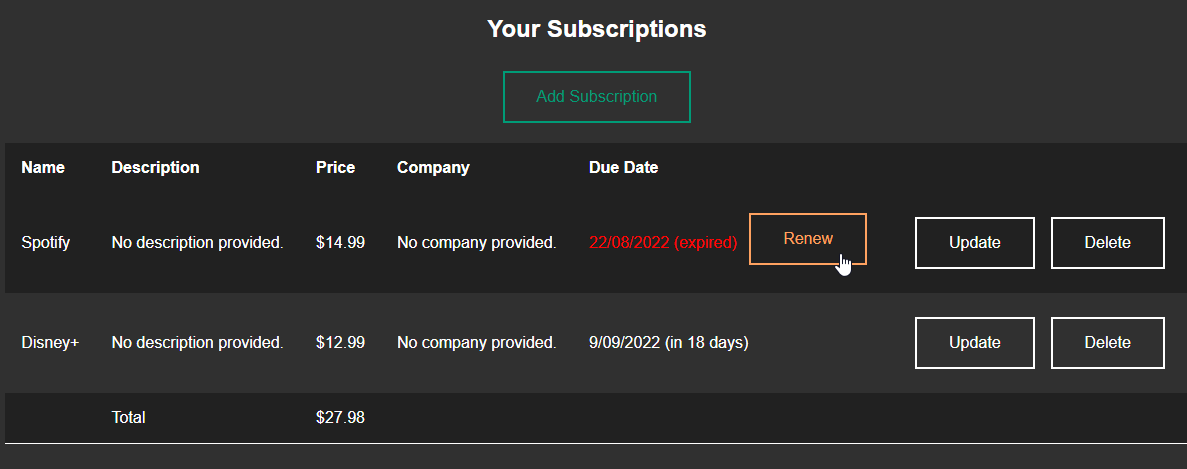 Your Subscriptions
Add Subscription
Name Description Price Company Due Date
Spotify No description provided. $14.99 No company provided. 22/08/2022 (expired) Renew Update Delete
Disney+ No description provided. $12.99 No company provided. 9/09/2022 (in 18 days) Update Delete
Total $27.98